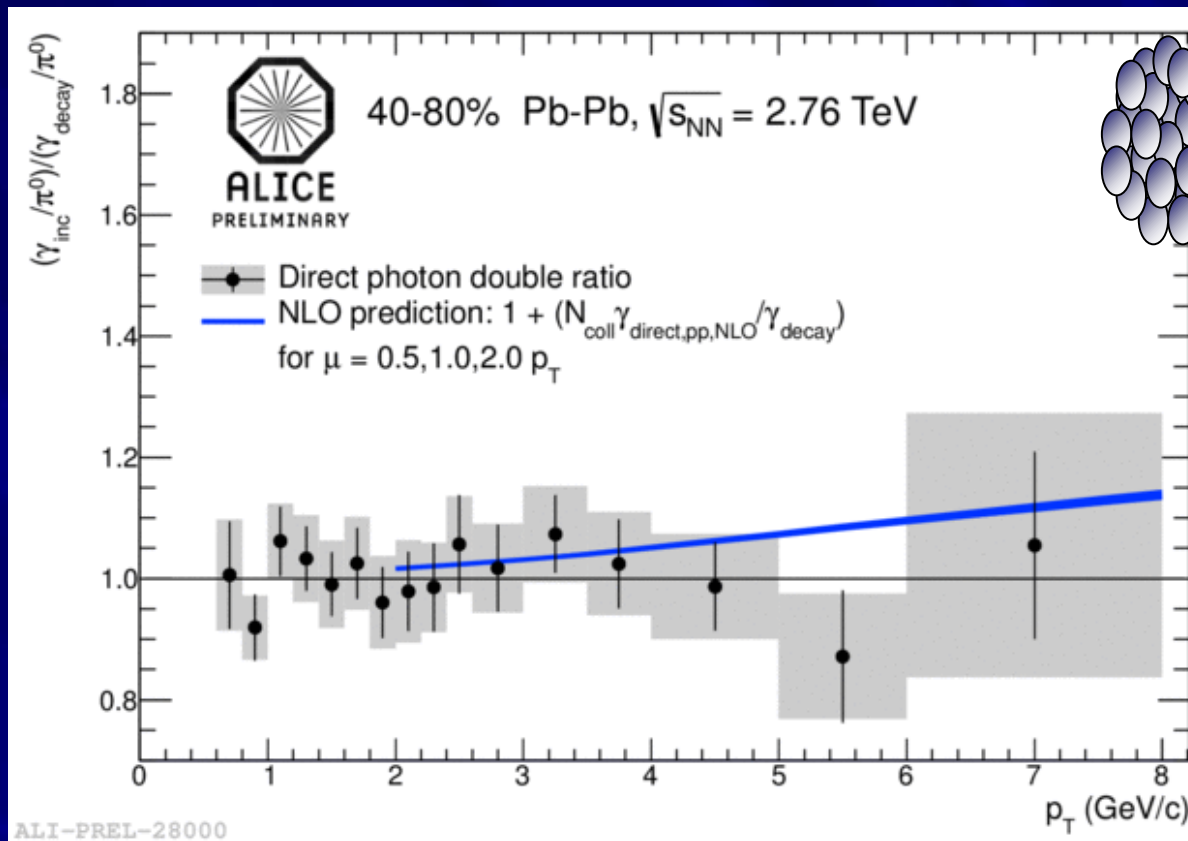 (γinc/π⁰)/(γdecay/π⁰)
1.8
1.6
1.4
1.2
1.0
0.8
40-80% Pb-Pb, √sNN = 2.76 TeV
ALICE
PRELIMINARY
Direct photon double ratio
NLO prediction: 1 + (Ncoll γdirect,pp,NLO/γdecay)
for μ = 0.5,1.0,2.0 pT
0 1 2 3 4 5 6 7 8
pT (GeV/c)
ALI-PREL-28000